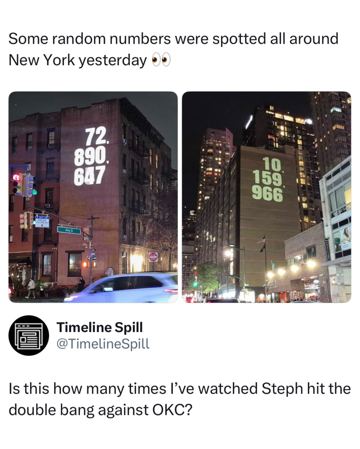 Some random numbers were spotted all around
New York yesterday 👀
72.
890.
647
10
159
966
Timeline Spill
@TimelineSpill
Is this how many times I’ve watched Steph hit the
double bang against OKC?